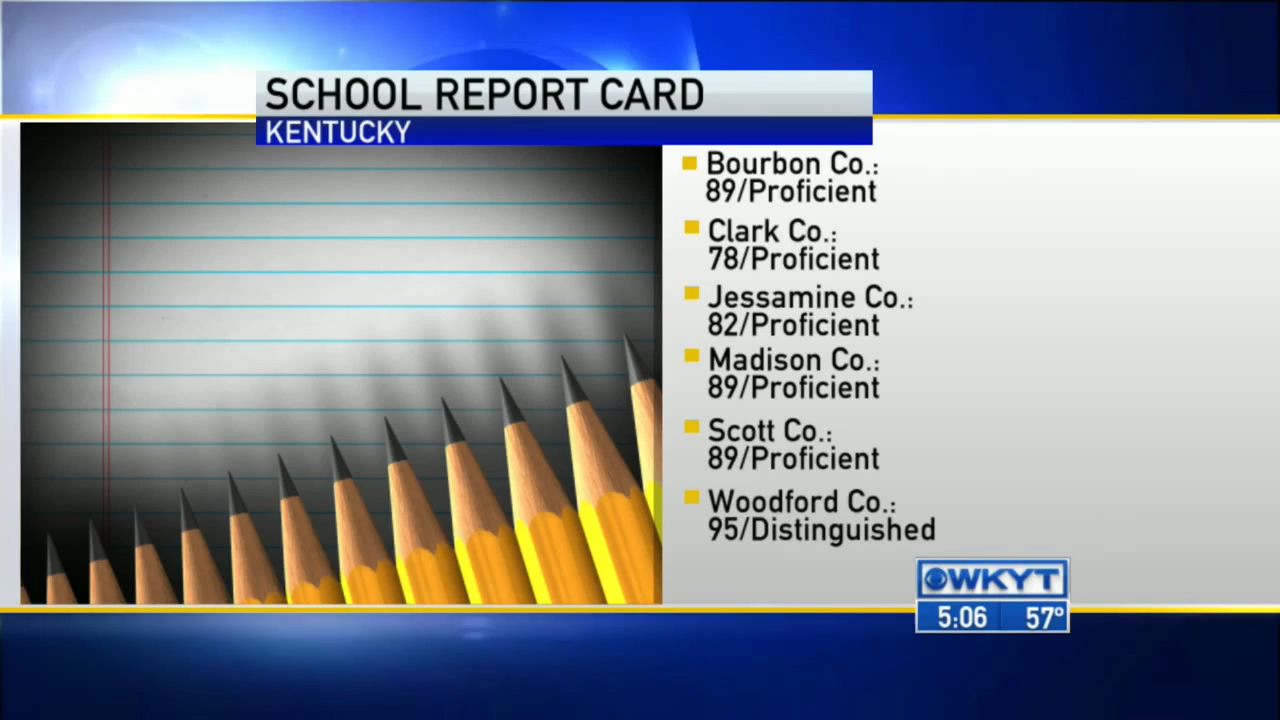 SCHOOL REPORT CARD
KENTUCKY
Bourbon Co.:
89/Proficient
Clark Co.:
78/Proficient
Jessamine Co.:
82/Proficient
Madison Co.:
89/Proficient
Scott Co.:
89/Proficient
Woodford Co.:
95/Distinguished
WKYT
5:06 57°